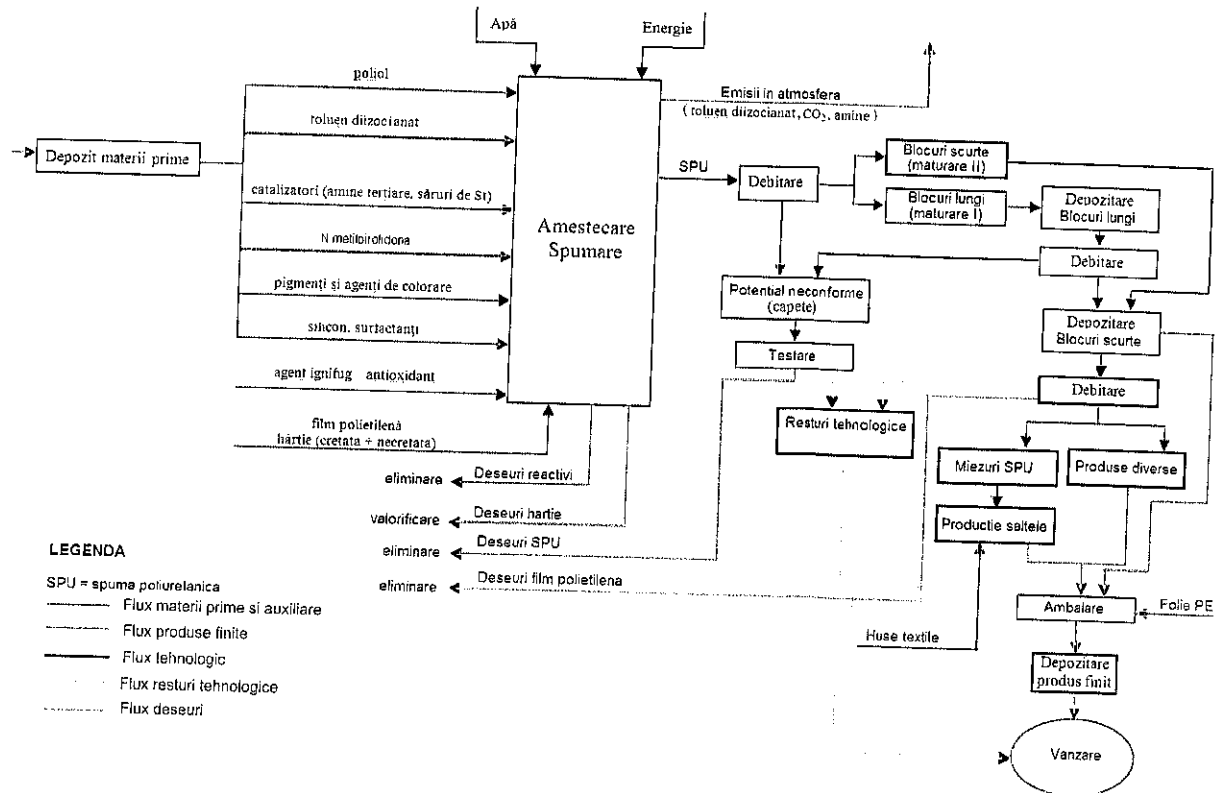 Apă
Energie
poliol
Emisii in atmosfera
( toluen diizocianat, CO₂, amine )
toluen diizocianat
Depozit materii prime
SPU
Debitare
Blocuri scurte
(maturare II)
Blocuri lungi
(maturare I)
Depozitare
Blocuri lungi
catalizatori (amine terțiare, săruri de St)
Amestecare
Spumare
N metilpirolidona
Debitare
pigmenți și agenți de colorare
Potential neconforme
(capete)
silicon, surfactanți
Depozitare
Blocuri scurte
Testare
agent ignifug antioxidant
Debitare
Resturi tehnologice
film polietilenă
hârtie (cretata + necretata)
Miezuri SPU
Produse diverse
eliminare
Deseuri reactivi
valorificare
Deseuri hartie
Productie saltele
eliminare
Deseuri SPU
eliminare
Deseuri film polietilena
LEGENDA
SPU = spuma poliuretanica
Flux materii prime si auxiliare
Flux produse finite
Flux tehnologic
Flux resturi tehnologice
Flux deseuri
Ambalare
Folie PE
Huse textile
Depozitare
produs finit
Vanzare